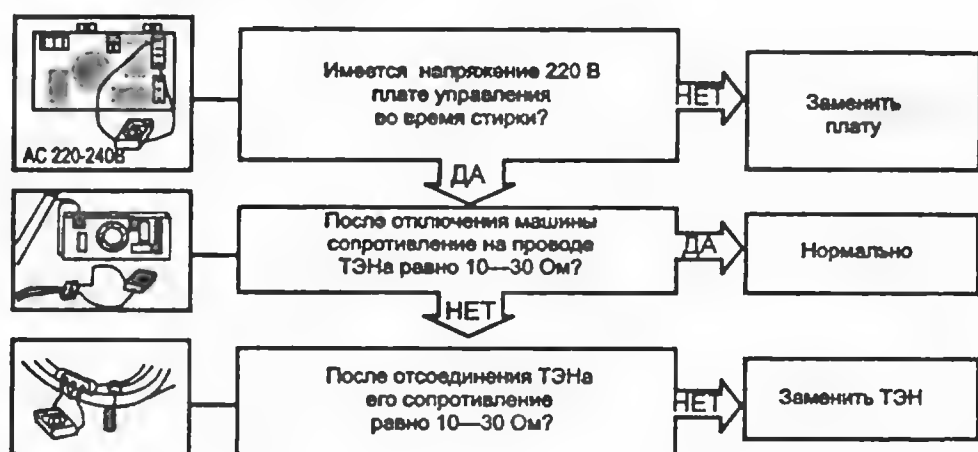 Имеется напряжение 220 В
плате управления
во время стирки?
НЕТ
Заменить
плату
AC 220-240В
ДА
После отключения машины
сопротивление на проводе
ТЭНа равно 10—30 Ом?
ДА
Нормально
НЕТ
После отсоединения ТЭНа
его сопротивление
равно 10—30 Ом?
НЕТ
Заменить ТЭН